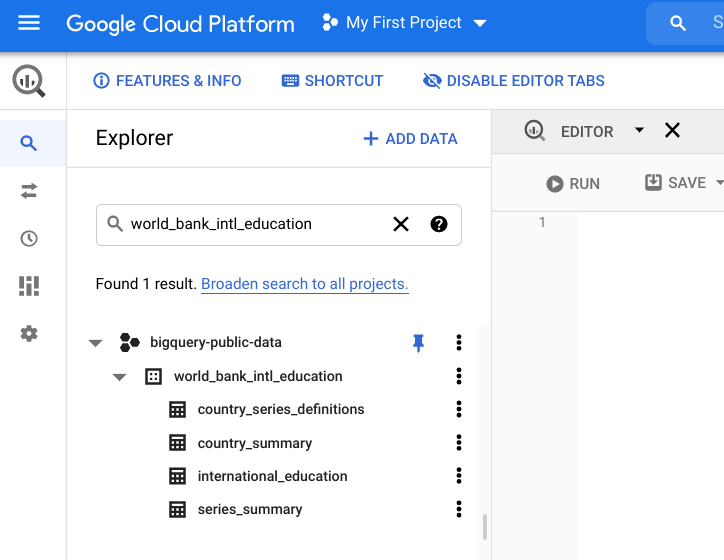 Google Cloud Platform My First Project S
FEATURES & INFO SHORTCUT DISABLE EDITOR TABS
Explorer + ADD DATA
EDITOR
RUN SAVE
world_bank_intl_education
1
Found 1 result. Broaden search to all projects.
bigquery-public-data
world_bank_intl_education
country_series_definitions
country_summary
international_education
series_summary